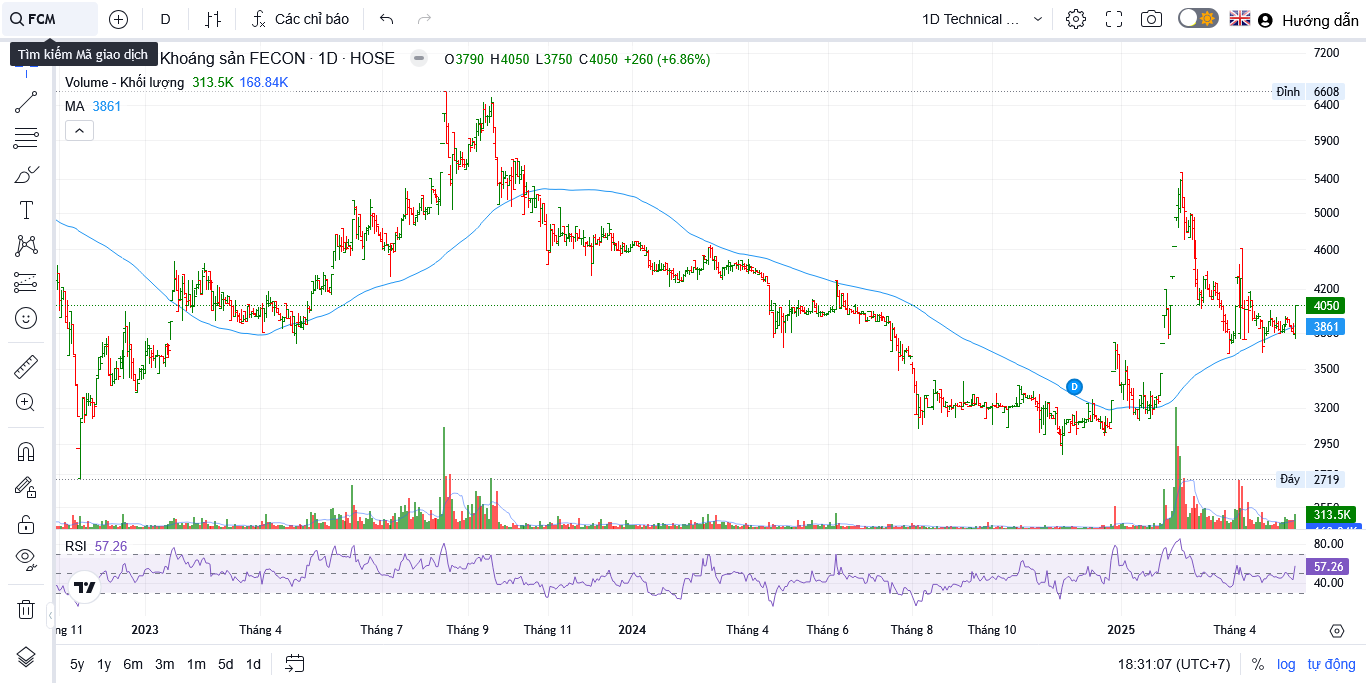 FCM
D
Các chỉ báo
1D Technical ...
Hướng dẫn
Tìm kiếm Mã giao dịch
Khoáng sản FECON · 1D · HOSE
O3790 H4050 L3750 C4050 +260 (+6.86%)
Volume - Khối lượng 313.5K 168.84K
MA 3861
7200
Đỉnh 6608
6400
5900
5400
5000
4600
4200
4050
3861
3500
3200
2950
Đáy 2719
313.5K
D
RSI 57.26
80.00
57.26
40.00
ng 11 2023 Tháng 4 Tháng 7 Tháng 9 Tháng 11 2024 Tháng 4 Tháng 6 Tháng 8 Tháng 10 2025 Tháng 4
5y 1y 6m 3m 1m 5d 1d
18:31:07 (UTC+7) % log tự động